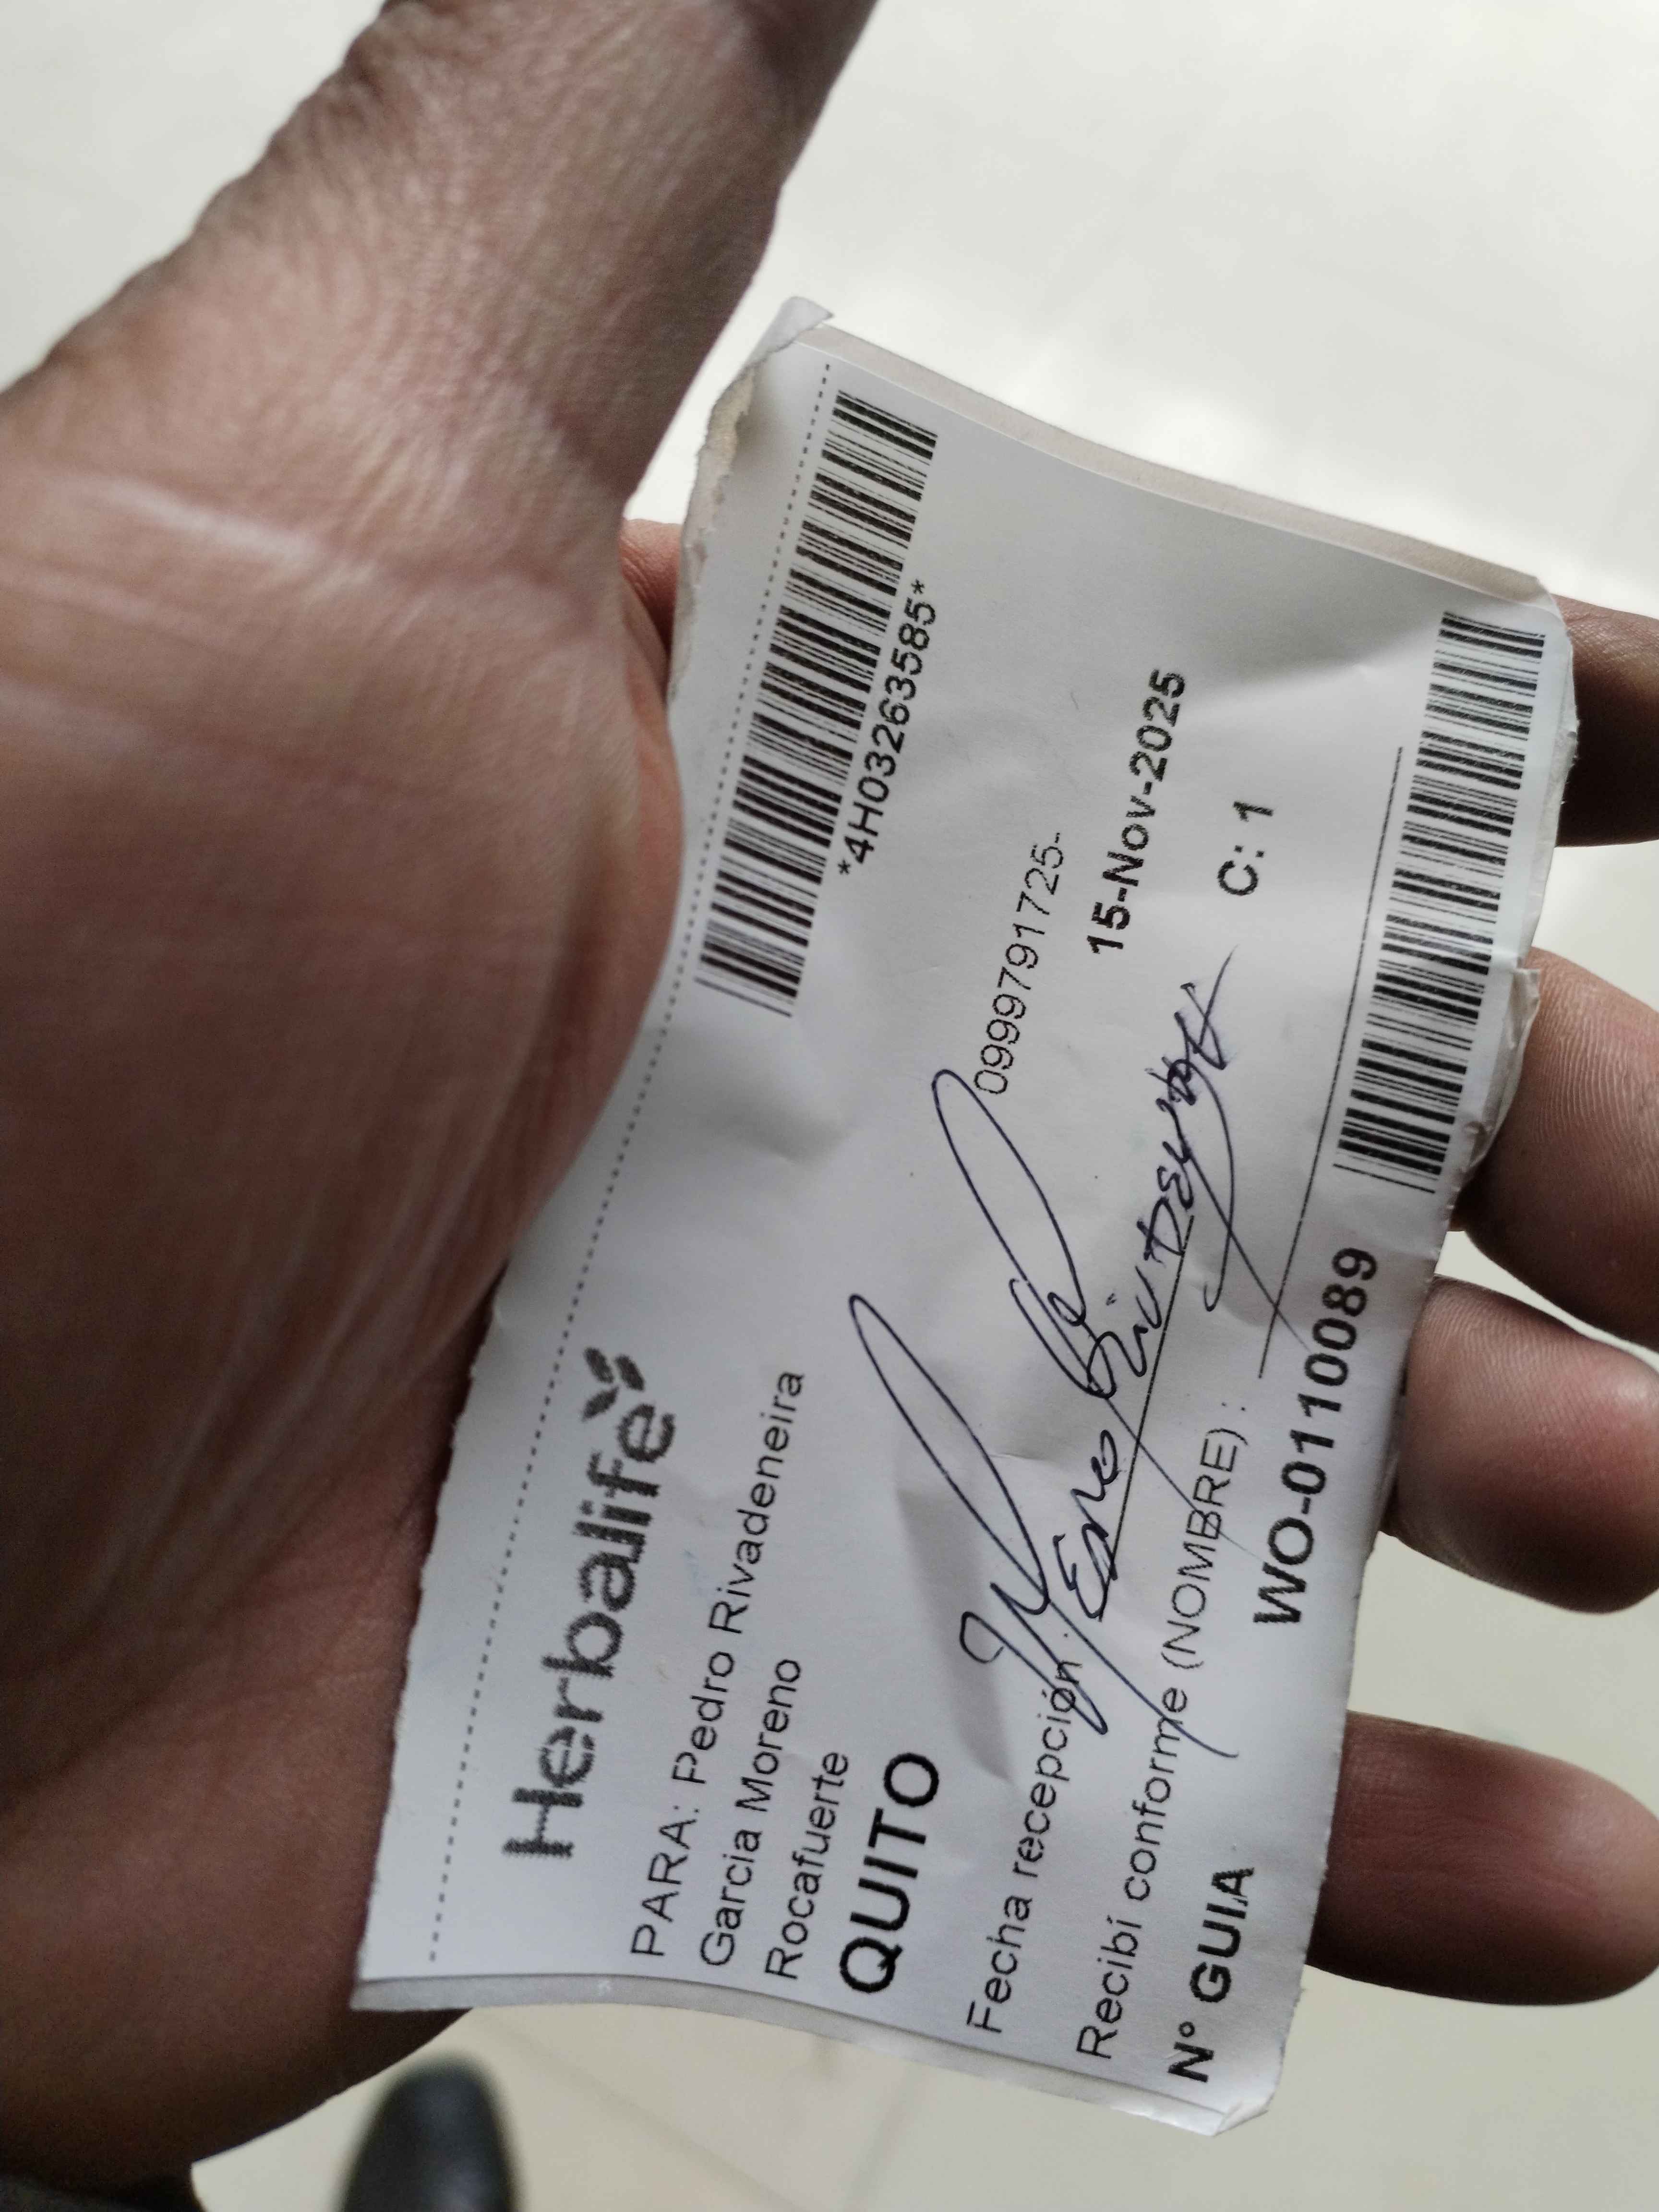 *4H03263585*
Herbalife
PARA: Pedro Rivadeneira
Garcia Moreno
Rocafuerte
QUITO
0999791725-
Fecha recepción
15-Nov-2025
Recibí conforme (NOMBRE) :
C: 1
N° GUIA
WO-0110089